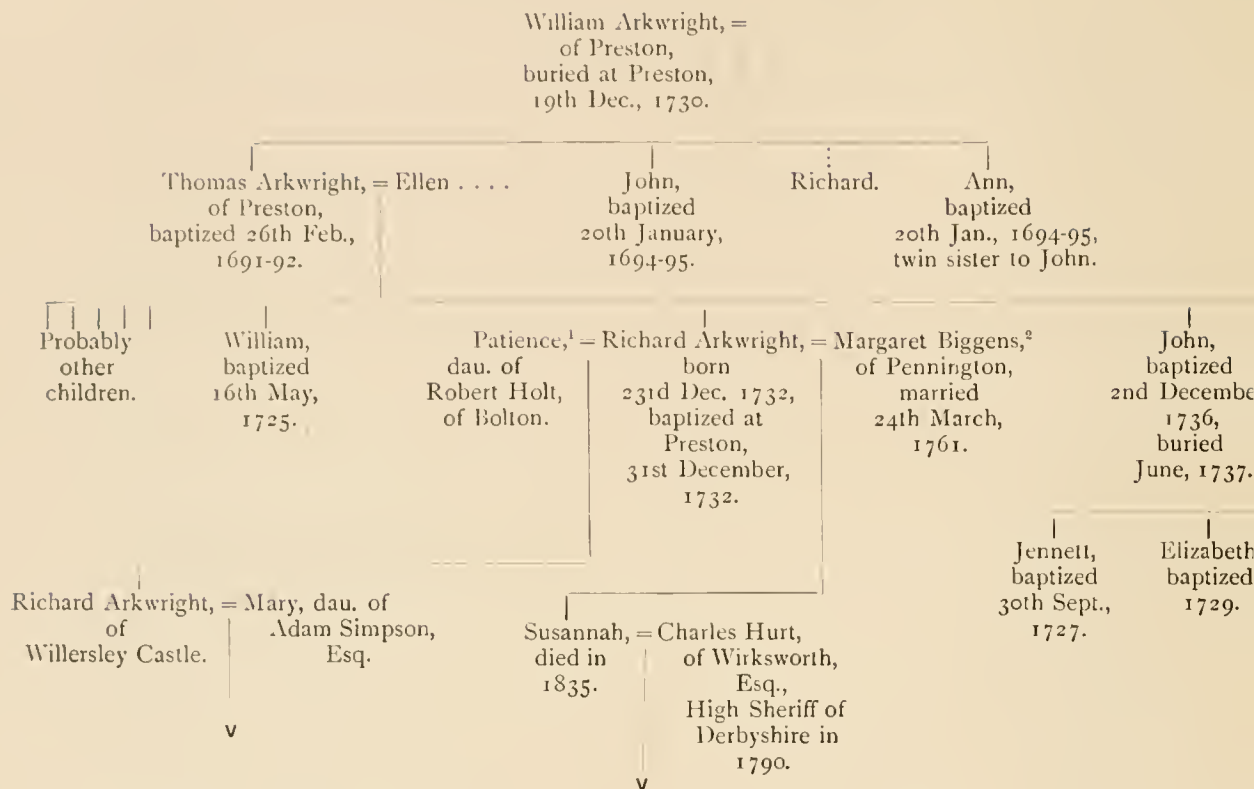 William Arkwright, =
of Preston,
buried at Preston,
19th Dec., 1730.
Thomas Arkwright, = Ellen . . . .
of Preston,
baptized 26th Feb.,
1691-92.
John,
baptized
20th January,
1694-95.
Richard.
Ann,
baptized
20th Jan., 1694-95,
twin sister to John.
Probably
other
children.
William,
baptized
16th May,
1725.
Patience,¹ = Richard Arkwright, = Margaret Biggens,²
dau. of
Robert Holt,
of Bolton.
born
23rd Dec. 1732,
baptized at
Preston,
31st December,
1732.
of Pennington,
married
24th March,
1761.
John,
baptized
2nd Decembe
1736,
buried
June, 1737.
Jennett,
baptized
30th Sept.,
1727.
Elizabeth
baptized
1729.
Richard Arkwright, = Mary, dau. of
of
Willersley Castle.
Adam Simpson,
Esq.
Susannah, = Charles Hurt,
died in
1835.
of Wirksworth,
Esq.,
High Sheriff of
Derbyshire in
1790.